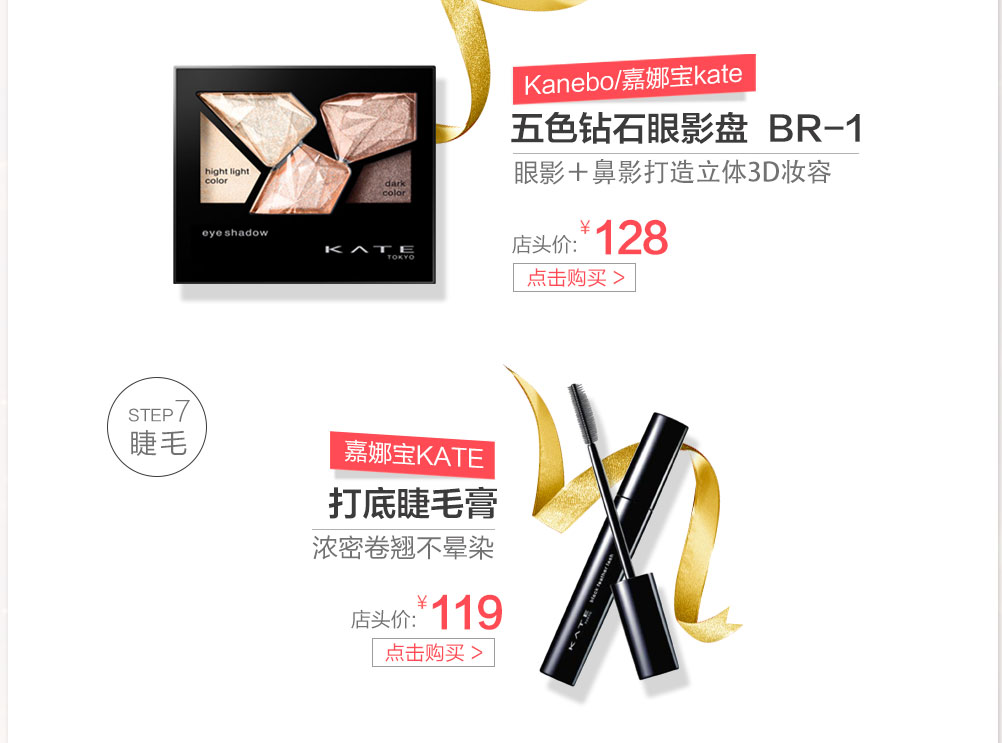 Kanebo/嘉娜宝kate
五色钻石眼影盘 BR-1
眼影+鼻影打造立体3D妆容
店头价:¥128
点击购买 >
hight light
color
dark
color
eye shadow
KATE
TOKYO
STEP7
睫毛
嘉娜宝KATE
打底睫毛膏
浓密卷翘不晕染
店头价:¥119
点击购买 >
KATE
black feather lash